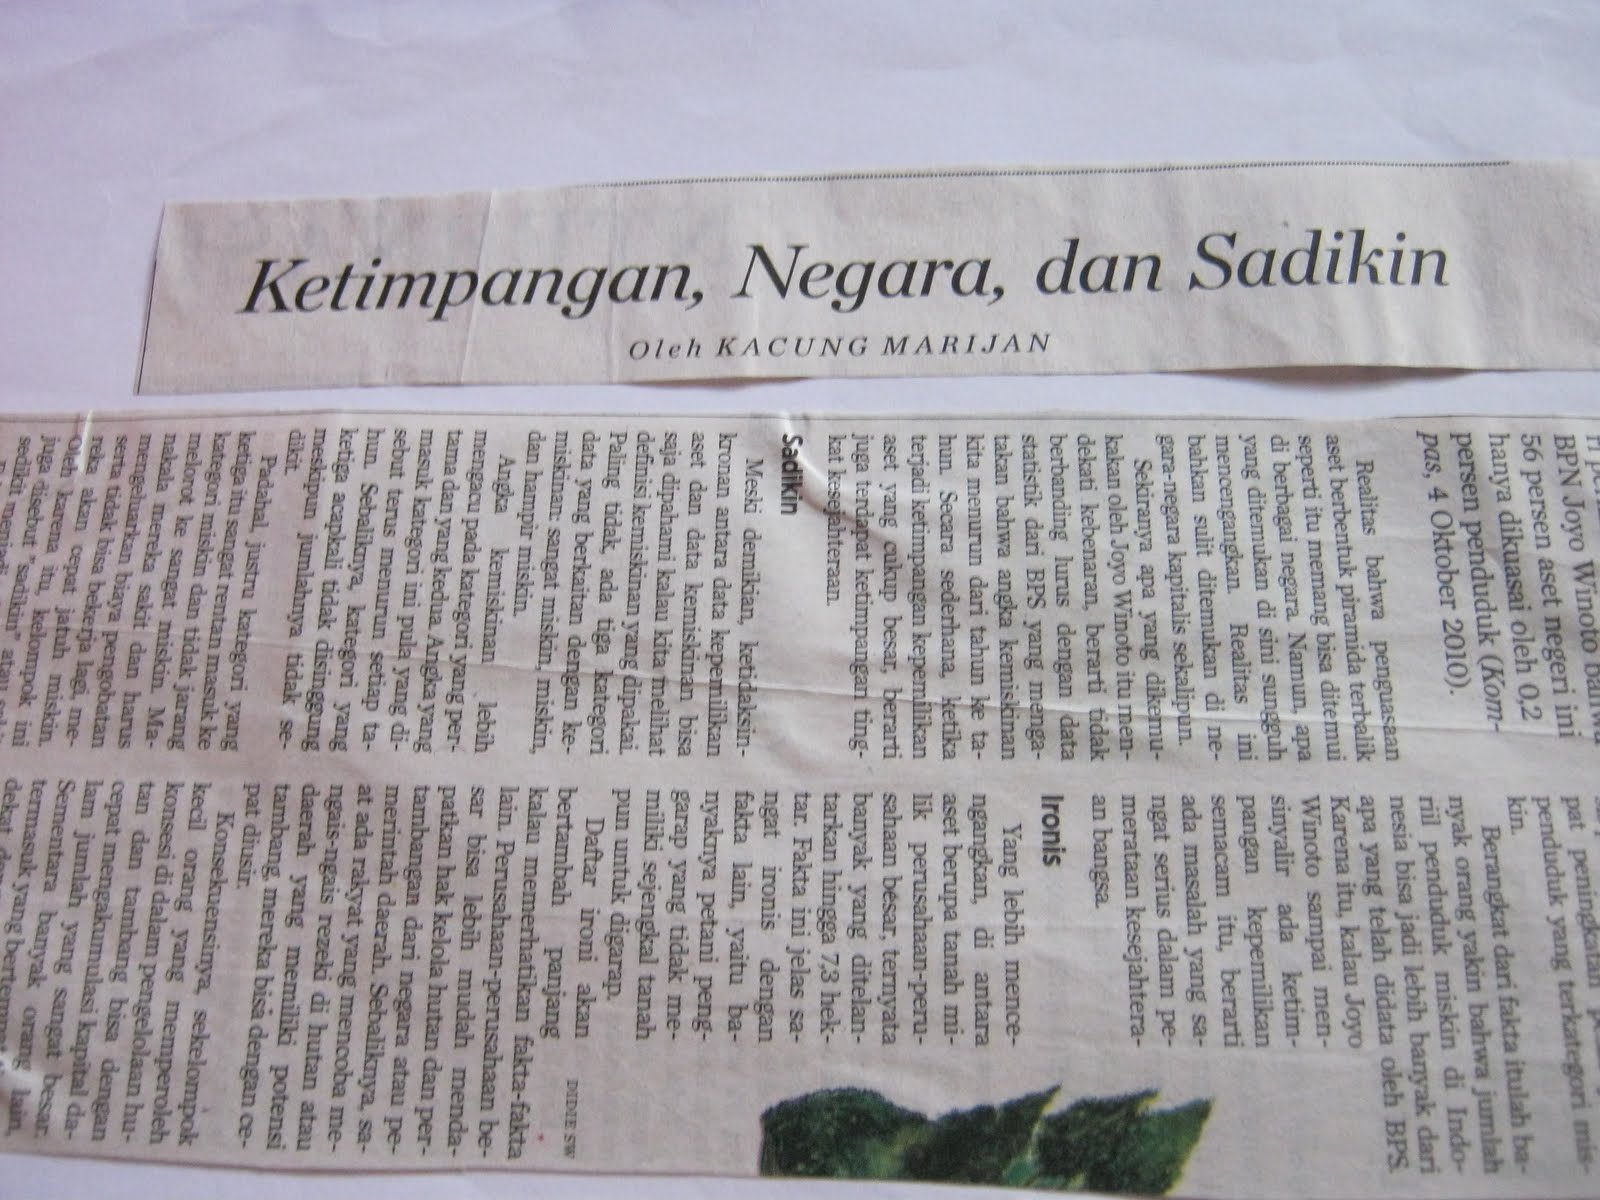 Ketimpangan, Negara, dan Sadikin
Oleh KACUNG MARIJAN
BPN Joyo Winoto bahwa
56 persen aset negeri ini
hanya dikuasai oleh 0,2
persen penduduk (Kom-
pas, 4 Oktober 2010).
Realitas bahwa penguasaan
aset berbentuk piramida terbalik
seperti itu memang bisa ditemui
di berbagai negara. Namun, apa
yang ditemukan di sini sungguh
mencengangkan. Realitas ini
bahkan sulit ditemukan di ne-
gara-negara kapitalis sekalipun.
Sekiranya apa yang dikemu-
kakan oleh Joyo Winoto itu men-
dekati kebenaran, berarti tidak
berbanding lurus dengan data
statistik dari BPS yang menga-
takan bahwa angka kemiskinan
kita menurun dari tahun ke ta-
hun. Secara sederhana, ketika
terjadi ketimpangan kepemilikan
aset yang cukup besar, berarti
juga terdapat ketimpangan ting-
kat kesejahteraan.
Sadikin
Meski demikian, ketidaksin-
kronan antara data kepemilikan
aset dan data kemiskinan bisa
saja dipahami kalau kita melihat
definisi kemiskinan yang dipakai.
Paling tidak, ada tiga kategori
data yang berkaitan dengan ke-
miskinan: sangat miskin, miskin,
dan hampir miskin.
Angka kemiskinan lebih
mengacu pada kategori yang per-
tama dan yang kedua. Angka yang
masuk kategori ini pula yang di-
sebut terus menurun setiap ta-
hun. Sebaliknya, kategori yang
ketiga acapkali tidak disinggung
meskipun jumlahnya tidak se-
dikit.
Padahal, justru kategori yang
ketiga itu sangat rentan masuk ke
kategori miskin dan tidak jarang
melorot ke sangat miskin. Ma-
nakala mereka sakit dan harus
mengeluarkan biaya pengobatan
serta tidak bisa bekerja lagi, me-
reka akan cepat jatuh miskin.
Oleh karena itu, kelompok ini
juga disebut "sadikin" atau
sedikit menjadi
pat peningkatan
penduduk yang terkategori mis-
kin.
Berangkat dari fakta itulah ba-
nyak orang yakin bahwa jumlah
riil penduduk miskin di Indo-
nesia bisa jadi lebih banyak dari
apa yang telah didata oleh BPS.
Karena itu, kalau Joyo
Winoto sampai men-
sinyalir ada ketim-
pangan kepemilikan
semacam itu, berarti
ada masalah yang sa-
ngat serius dalam pe-
merataan kesejahtera-
an bangsa.
Ironis
Yang lebih mence-
ngangkan, di antara
aset berupa tanah mi-
lik perusahaan-peru-
sahaan besar, ternyata
banyak yang ditelan-
tarkan hingga 7,3 hek-
tar. Fakta ini jelas sa-
ngat ironis dengan
fakta lain, yaitu ba-
nyaknya petani peng-
garap yang tidak me-
miliki sejengkal tanah
pun untuk digarap.
Daftar ironi akan
bertambah panjang
kalau memerhatikan fakta-fakta
lain. Perusahaan-perusahaan be-
sar bisa lebih mudah menda-
patkan hak kelola hutan dan per-
tambangan dari negara atau pe-
merintah daerah. Sebaliknya, sa-
at ada rakyat yang mencoba me-
ngais-ngais rezeki di hutan atau
daerah yang memiliki potensi
tambang, mereka bisa dengan ce-
pat diusir.
Konsekuensinya, sekelompok
kecil orang yang memperoleh
konsesi di dalam pengelolaan hu-
tan dan tambang bisa dengan
cepat mengakumulasi kapital da-
lam jumlah yang sangat besar.
Sementara banyak orang lain,
termasuk yang bertempat
dekat
DIDIE SW